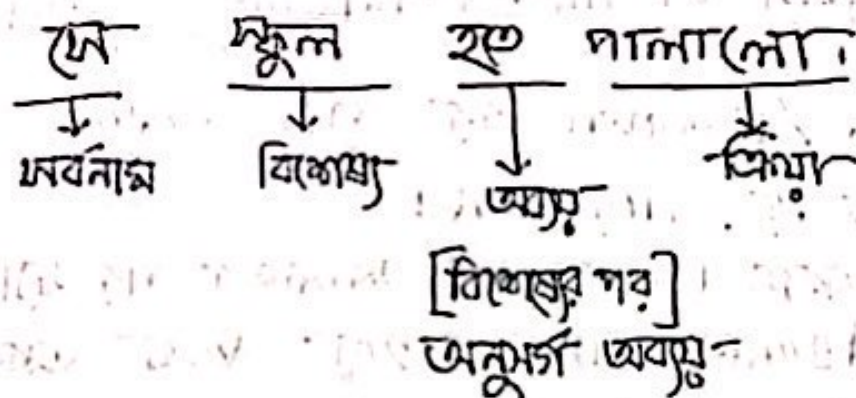 সে স্কুল হতে পালালো।
সর্বনাম বিশেষ্য অব্যয় ক্রিয়া
[বিশেষ্যের পর]
অনুসর্গ অব্যয়